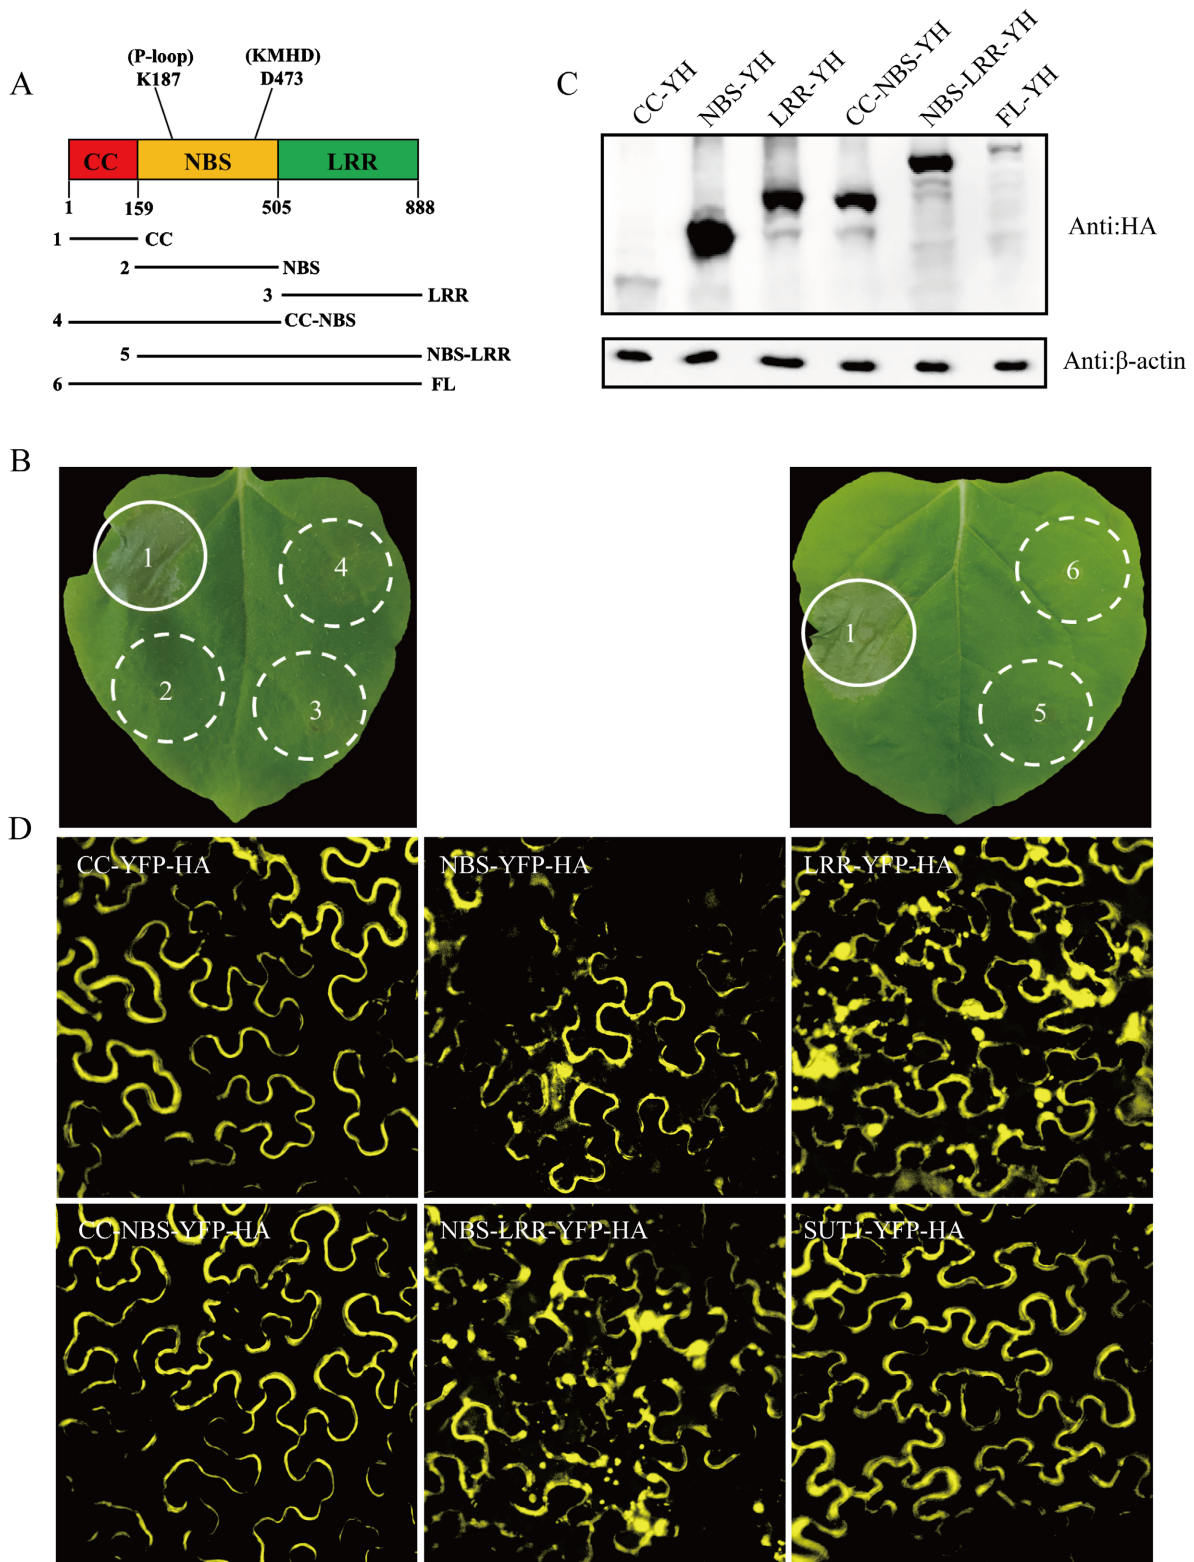 A
(P-loop) (KMHD)
K187 D473
CC NBS LRR
1 159 505 888
1 CC
2 NBS
3 LRR
4 CC-NBS
5 NBS-LRR
6 FL
C
CC-YH NBS-YH LRR-YH CC-NBS-YH NBS-LRR-YH FL-YH
Anti:HA
Anti:β-actin
B
1 4
2 3
6
1
5
D
CC-YFP-HA NBS-YFP-HA LRR-YFP-HA
CC-NBS-YFP-HA NBS-LRR-YFP-HA SUT1-YFP-HA